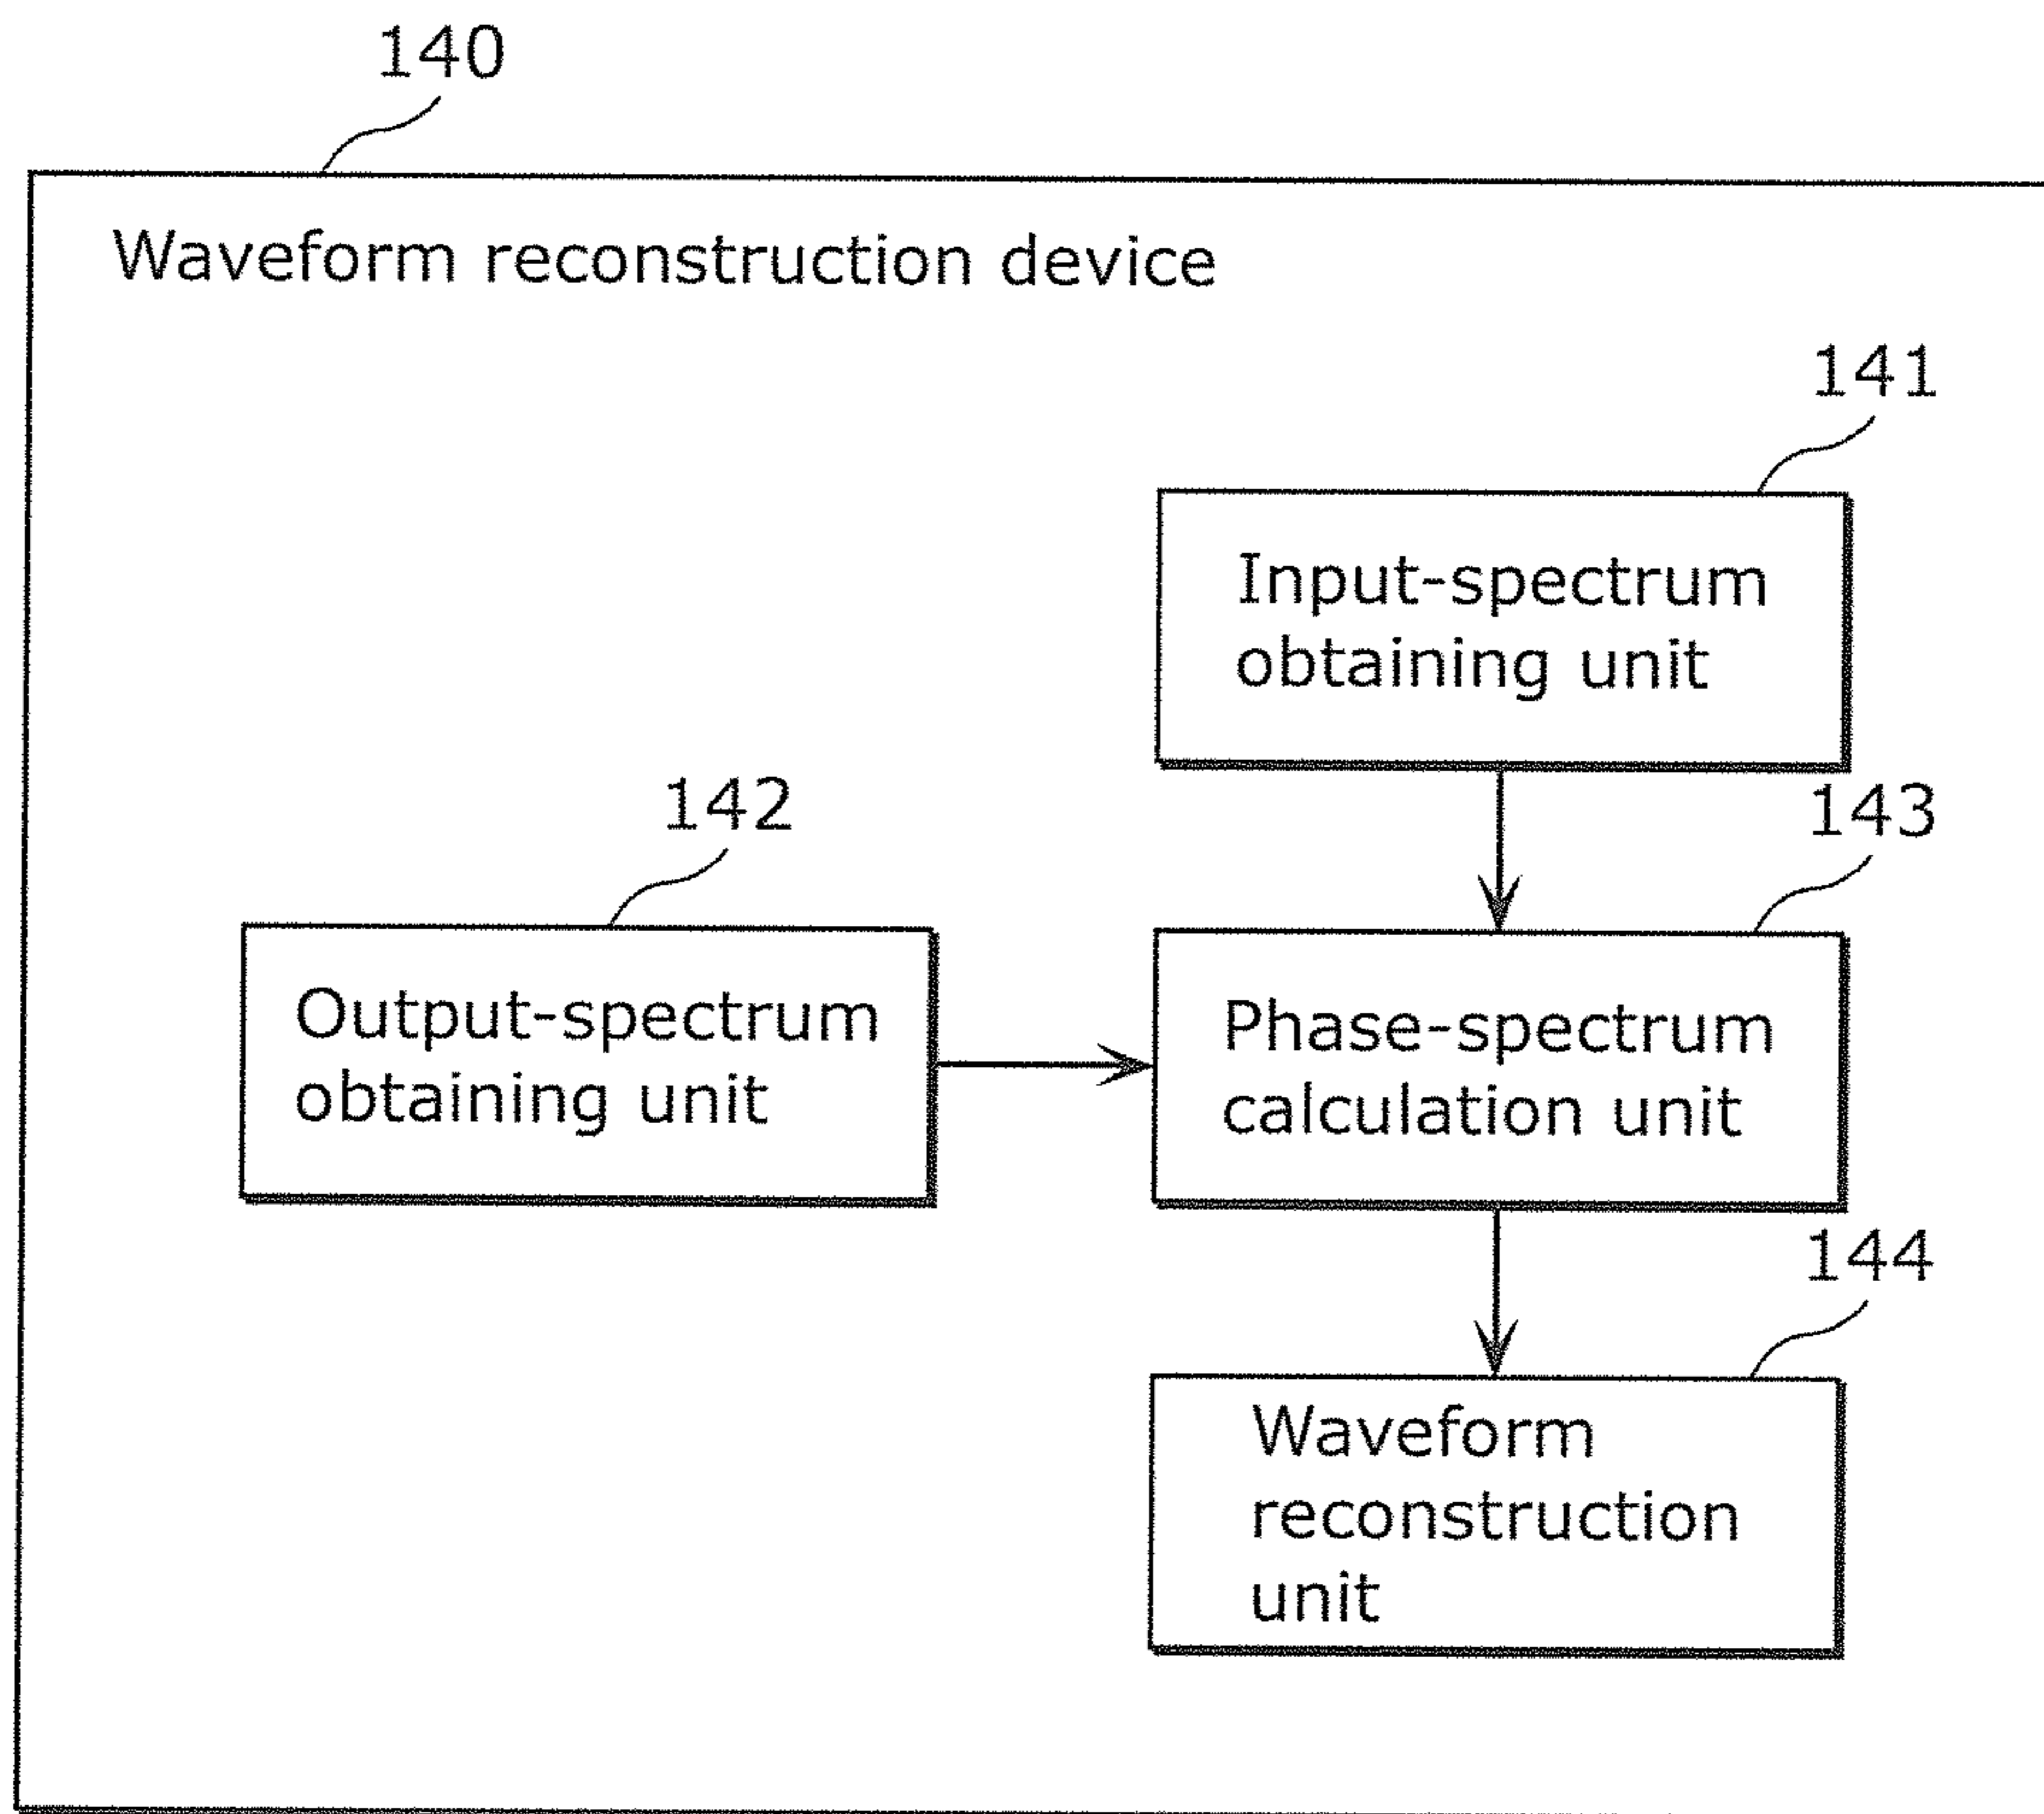 140
Waveform reconstruction device
141
Input-spectrum
obtaining unit
142
143
Output-spectrum
obtaining unit
Phase-spectrum
calculation unit
144
Waveform
reconstruction
unit